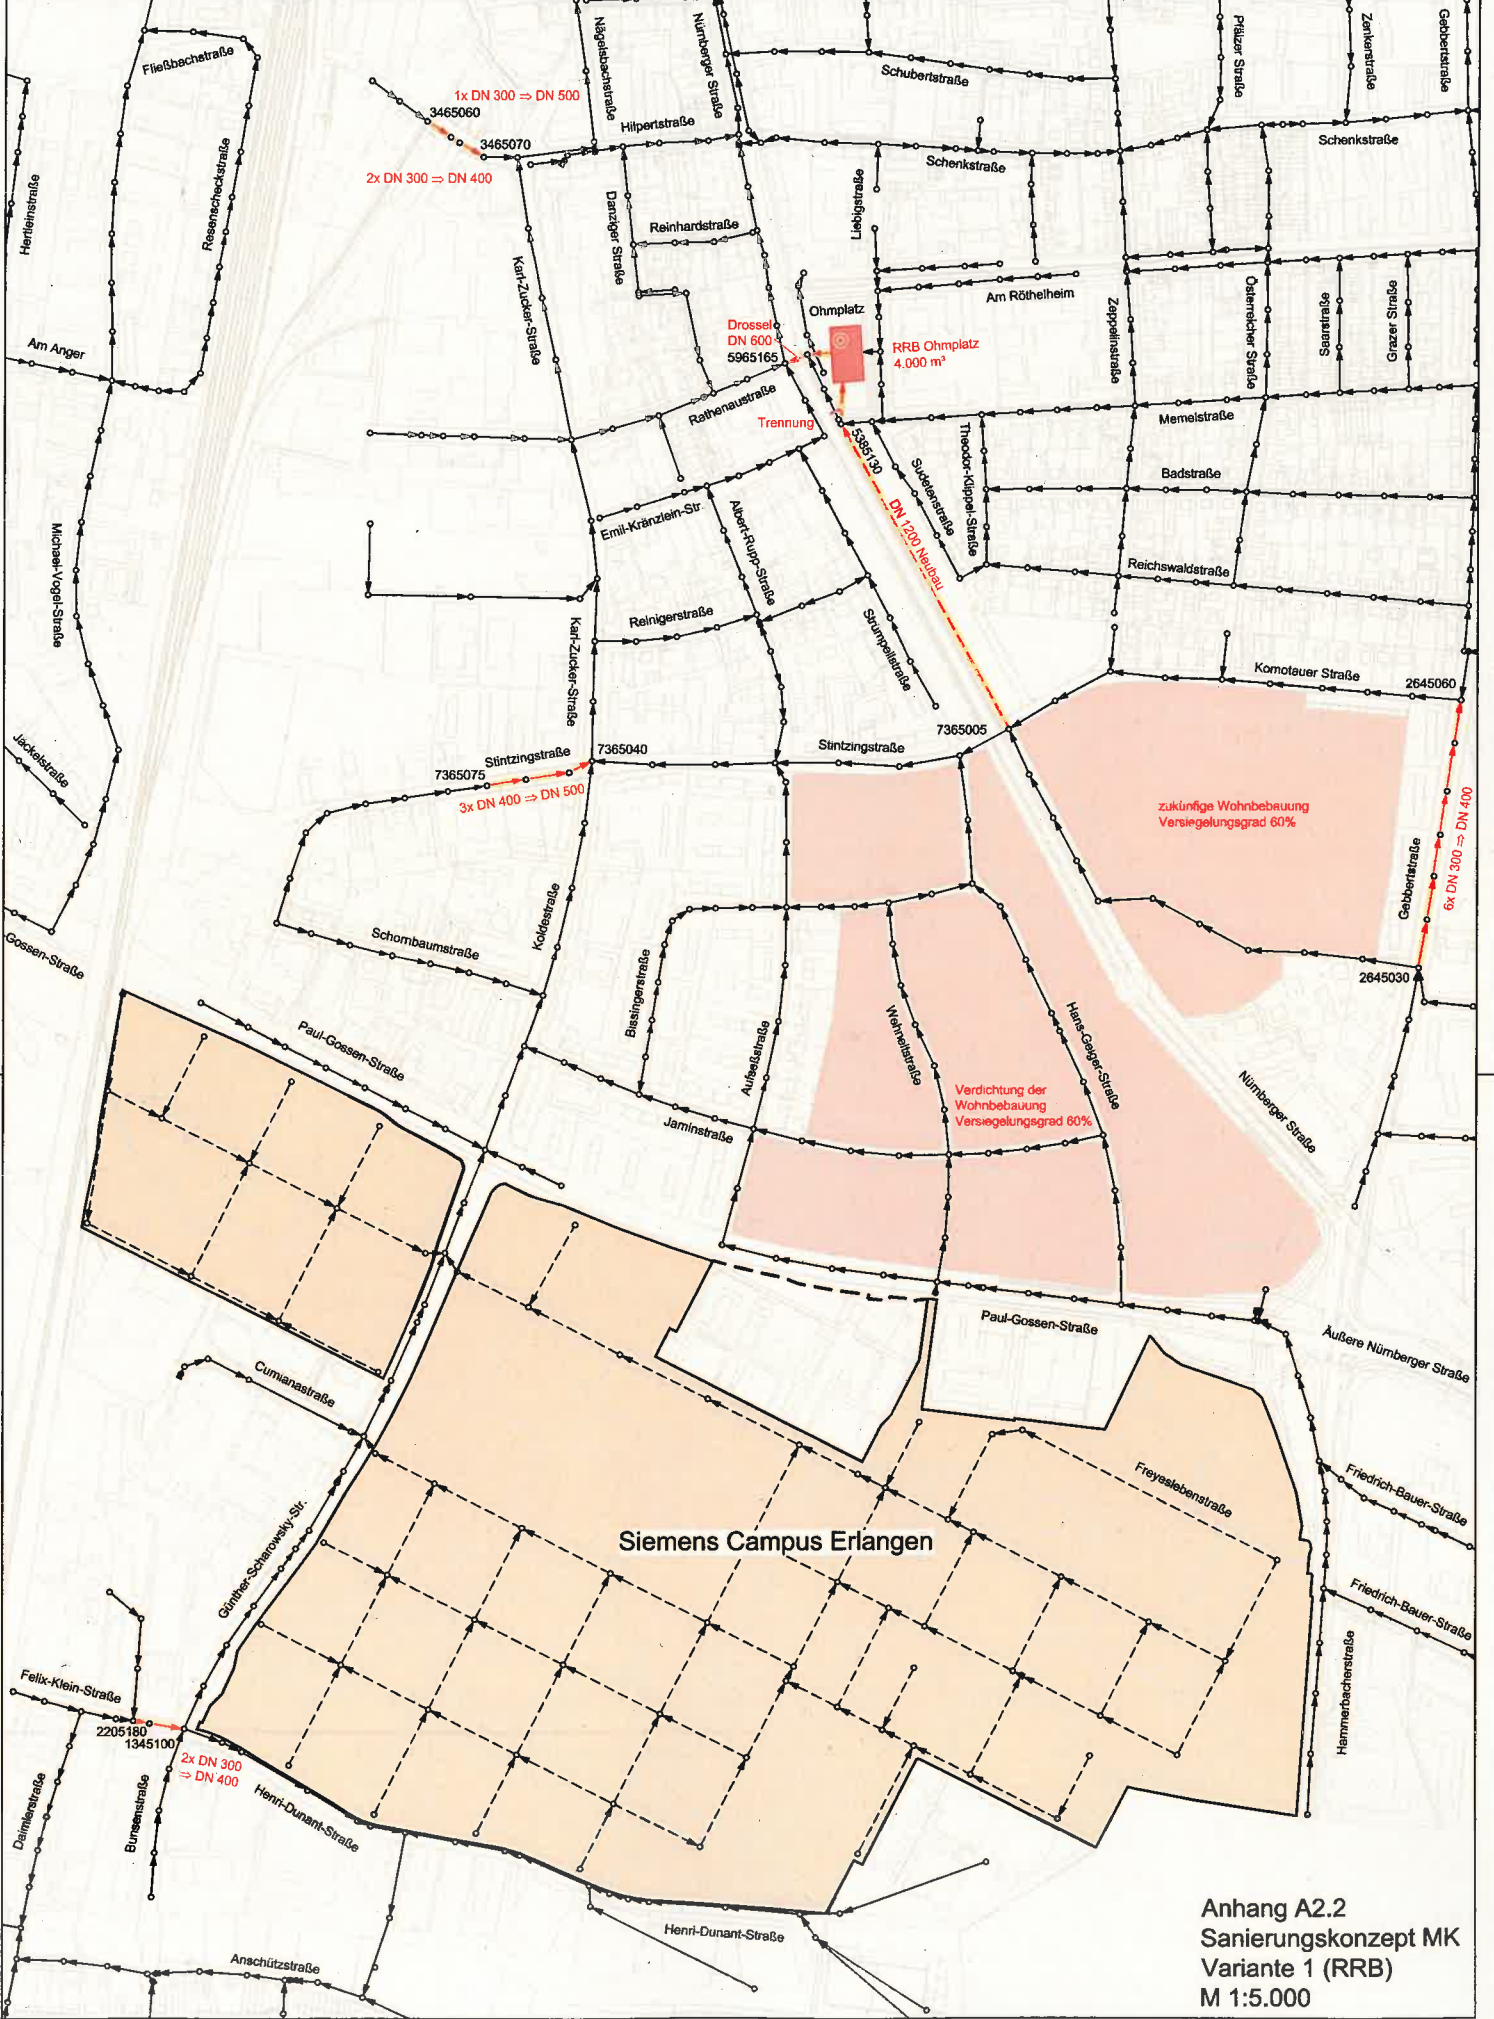 Fließbachstraße
Resenscheckstraße
Hertleinstraße
Am Anger
Michael-Vogel-Straße
Jäckelstraße
-Gossen-Straße
1x DN 300 ⇒ DN 500
3465060
3465070
2x DN 300 ⇒ DN 400
Nägelsbachstraße
Nürnberger Straße
Hilpertstraße
Schubertstraße
Pfälzer Straße
Zenkerstraße
Gebbertstraße
Schenkstraße
Schenkstraße
Danziger Straße
Reinhardstraße
Liebigstraße
Karl-Zucker-Straße
Am Röthelheim
Zeppelinstraße
Österreicher Straße
Saarstraße
Grazer Straße
Ohmplatz
Drossel
DN 600
5965165
RRB Ohmplatz
4.000 m³
Rathenaustraße
Trennung
5385130
Memelstraße
Theodor-Klippel-Straße
Sudetenstraße
Badstraße
Emil-Kränzlein-Str.
Albert-Rupp-Straße
DN 1200 Neubau
Reichswaldstraße
Reinigerstraße
Strümpellstraße
Karl-Zucker-Straße
Komotauer Straße
2645060
Stintzingstraße
7365040
Stintzingstraße
7365005
7365075
3x DN 400 ⇒ DN 500
zukünfige Wohnbebauung
Versiegelungsgrad 60%
Gebbertstraße
6x DN 300 ⇒ DN 400
2645030
Koldestraße
Schornbaumstraße
Bissingerstraße
Aufseßstraße
Wehneltstraße
Hans-Geiger-Straße
Paul-Gossen-Straße
Jaminstraße
Verdichtung der
Wohnbebauung
Versiegelungsgrad 60%
Nürnberger Straße
Paul-Gossen-Straße
Äußere Nürnberger Straße
Cumianastraße
Günther-Scharowsky-Str.
Freyeslebenstraße
Friedrich-Bauer-Straße
Siemens Campus Erlangen
Friedrich-Bauer-Straße
Hammerbacherstraße
Felix-Klein-Straße
2205180
1345100
2x DN 300
⇒ DN 400
Daimlerstraße
Bunsenstraße
Henri-Dunant-Straße
Henri-Dunant-Straße
Anschützstraße
Anhang A2.2
Sanierungskonzept MK
Variante 1 (RRB)
M 1:5.000